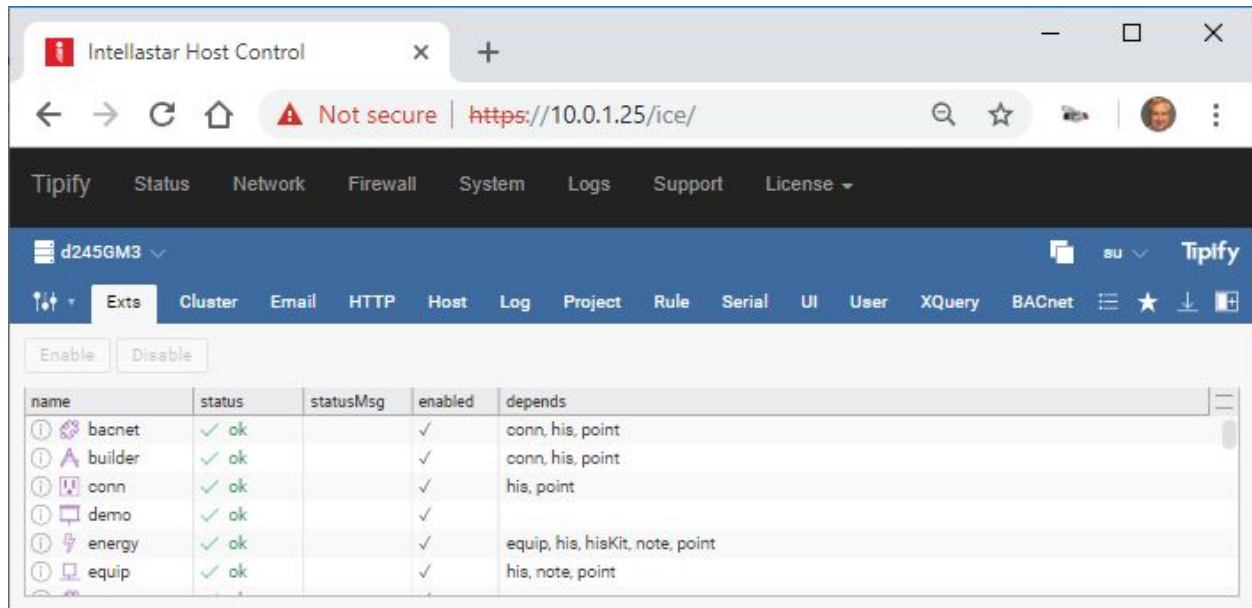 Intellastar Host Control
Not secure | https://10.0.1.25/ice/
Tipify Status Network Firewall System Logs Support License
d245GM3 su Tipify
Exts Cluster Email HTTP Host Log Project Rule Serial UI User XQuery BACnet
Enable Disable
name status statusMsg enabled depends
bacnet ok conn, his, point
builder ok conn, his, point
conn ok his, point
demo ok
energy ok equip, his, hisKit, note, point
equip ok his, note, point